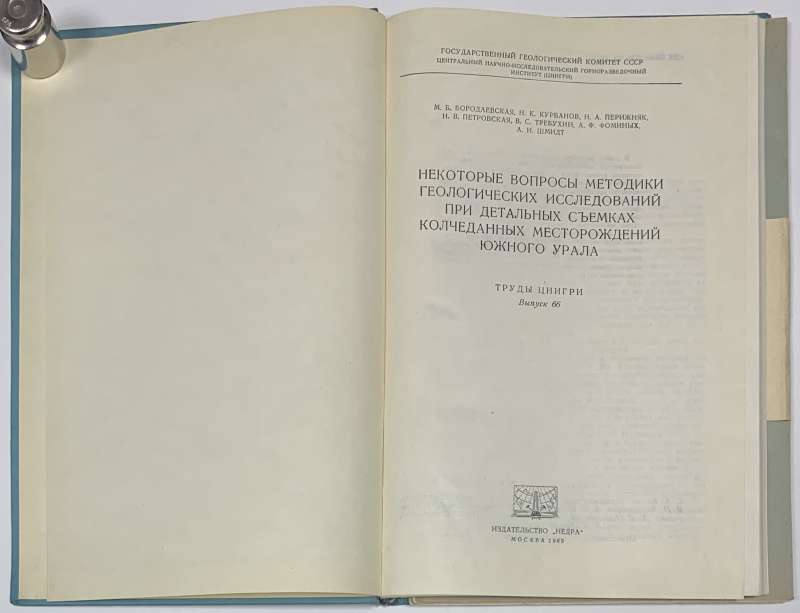 ГОСУДАРСТВЕННЫЙ ГЕОЛОГИЧЕСКИЙ КОМИТЕТ СССР
ЦЕНТРАЛЬНЫЙ НАУЧНО-ИССЛЕДОВАТЕЛЬСКИЙ ГОРНОРАЗВЕДОЧНЫЙ
ИНСТИТУТ (ЦНИГРИ)
М. Б. БОРОДАЕВСКАЯ, Н. К. КУРБАНОВ, Н. А. ПЕРИЖНЯК,
Н. В. ПЕТРОВСКАЯ, В. С. ТРЕБУХИН, А. Ф. ФОМИНЫХ,
А. И. ШМИДТ
НЕКОТОРЫЕ ВОПРОСЫ МЕТОДИКИ
ГЕОЛОГИЧЕСКИХ ИССЛЕДОВАНИЙ
ПРИ ДЕТАЛЬНЫХ СЪЕМКАХ
КОЛЧЕДАННЫХ МЕСТОРОЖДЕНИЙ
ЮЖНОГО УРАЛА
ТРУДЫ ЦНИГРИ
Выпуск 66
ИЗДАТЕЛЬСТВО „НЕДРА"
МОСКВА